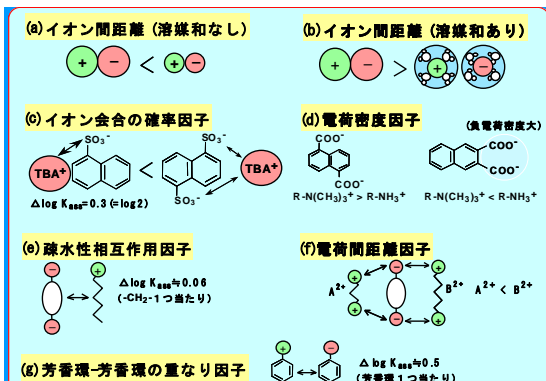 (a)イオン間距離(溶媒和なし)
+ − < + −
(b)イオン間距離(溶媒和あり)
+ − > + −
(c)イオン会合の確率因子
SO₃⁻
TBA⁺
<
SO₃⁻
SO₃⁻
TBA⁺
△log Kass=0.3(=log2)
(d)電荷密度因子
(負電荷密度大)
COO⁻
COO⁻
R-N(CH₃)₃⁺ > R-NH₃⁺
COO⁻
COO⁻
R-N(CH₃)₃⁺ < R-NH₃⁺
(e)疎水性相互作用因子
− +
−
△log Kass≒0.06
(-CH₂-1つ当たり)
(f)電荷間距離因子
+ − +
A²⁺
B²⁺
A²⁺ < B²⁺
+ − +
(g)芳香環-芳香環の重なり因子
+ −
△log Kass≒0.5
(芳香環1つ当たり)